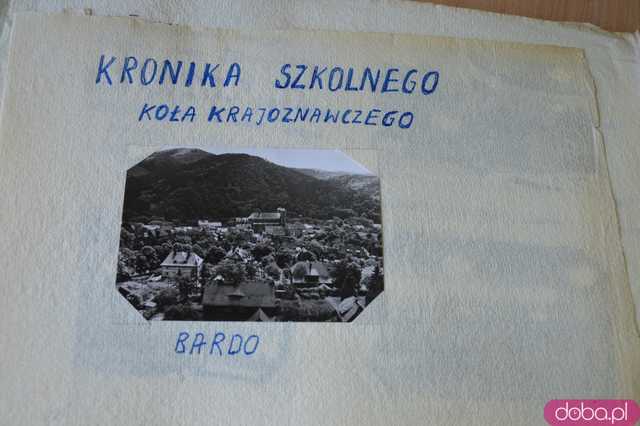 KRONIKA SZKOLNEGO
KOŁA KRAJOZNAWCZEGO
BARDO
doba.pl